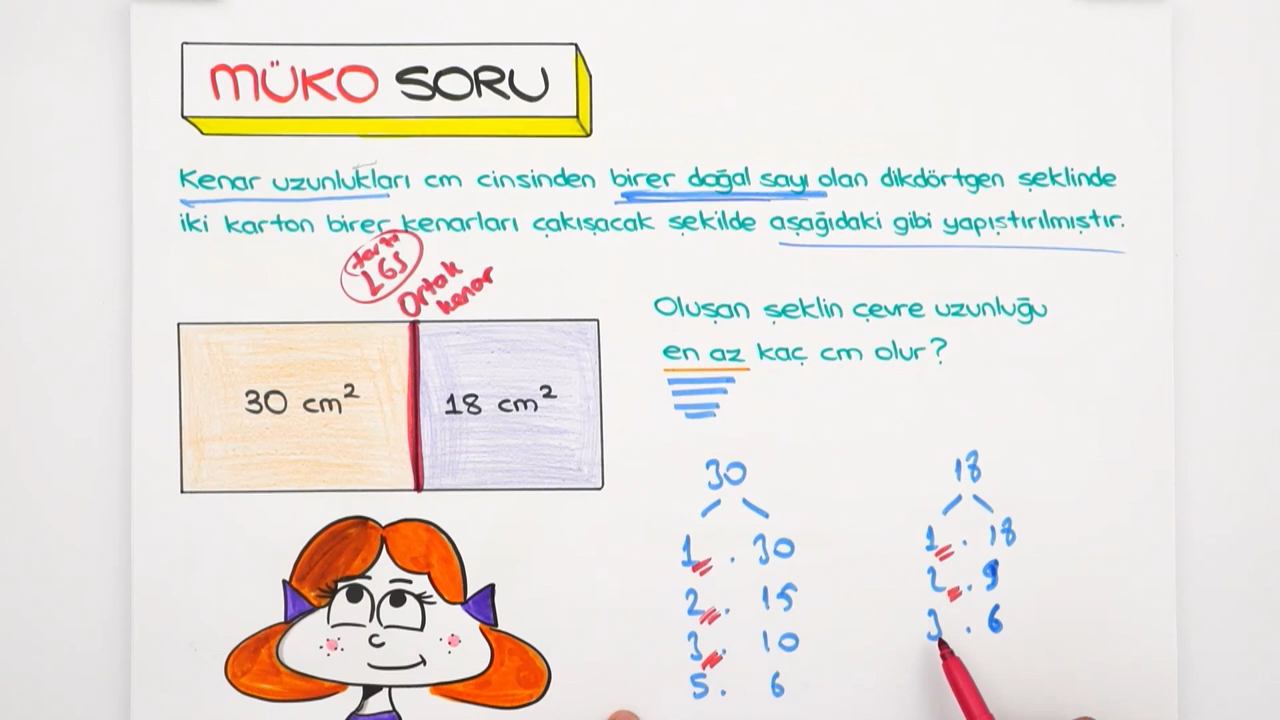 MÜKO SORU
Kenar uzunlukları cm cinsinden birer doğal sayı olan dikdörtgen şeklinde
iki karton birer kenarları çakışacak şekilde aşağıdaki gibi yapıştırılmıştır.
LGS
Ortak
kenar
Oluşan şeklin çevre uzunluğu
en az kaç cm olur?
30 cm² 18 cm²
30 18
1 . 30 1 . 18
2 . 15 2 . 9
3 . 10 3 . 6
5 . 6